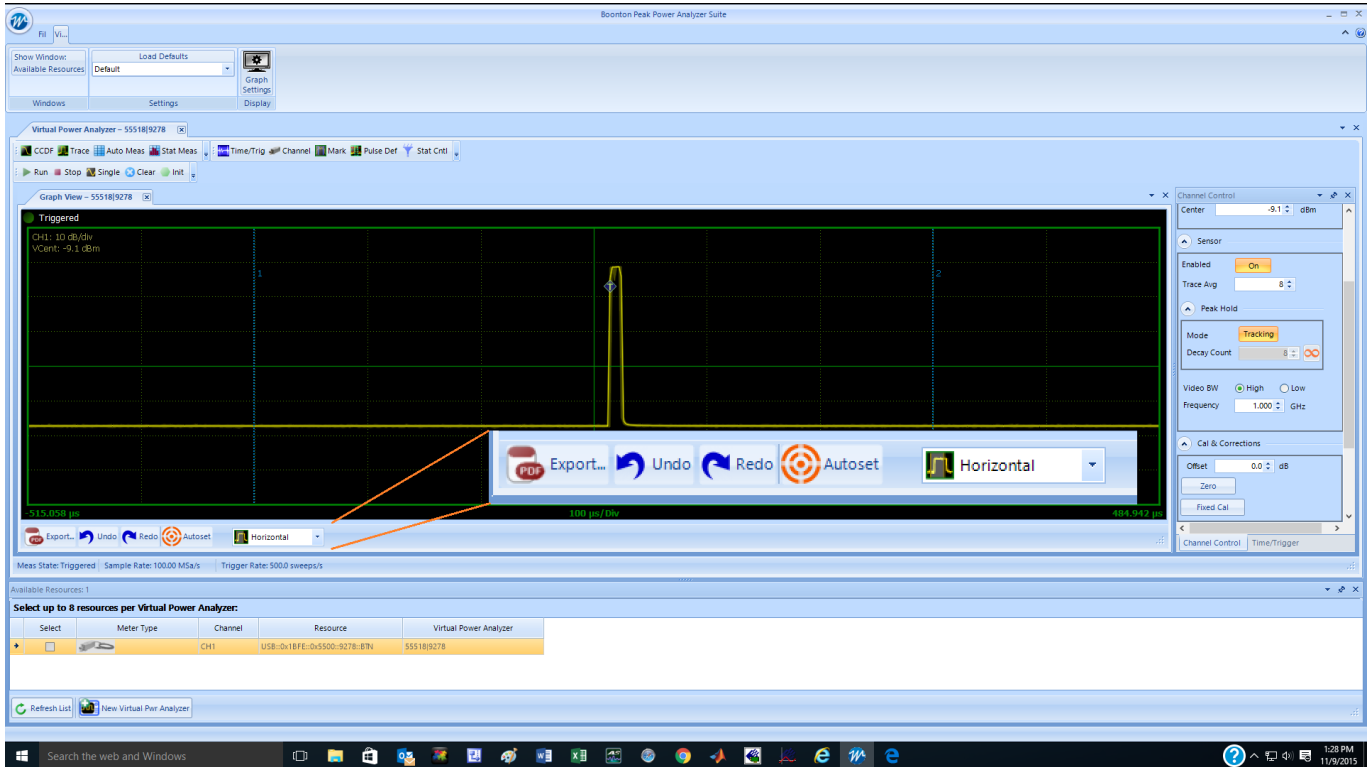 Boonton Peak Power Analyzer Suite
Fil Vi...
Show Window:
Available Resources
Windows
Load Defaults
Default
Settings
Graph
Settings
Display
Virtual Power Analyzer – 55518|9278
CCDF Trace Auto Meas Stat Meas Time/Trig Channel Mark Pulse Def Stat Cntl
Run Stop Single Clear Init
Graph View – 55518|9278
Triggered
CH1: 10 dB/div
VCent: -9.1 dBm
1
2
T
Export... Undo Redo Autoset Horizontal
-515.058 µs 100 µs/Div 484.942 µs
Export... Undo Redo Autoset Horizontal
Channel Control
Center -9.1 dBm
Sensor
Enabled On
Trace Avg 8
Peak Hold
Mode Tracking
Decay Count 8
Video BW High Low
Frequency 1.000 GHz
Cal & Corrections
Offset 0.0 dB
Zero
Fixed Cal
Channel Control Time/Trigger
Meas State: Triggered Sample Rate: 100.00 MSa/s Trigger Rate: 500.0 sweeps/s
Available Resources: 1
Select up to 8 resources per Virtual Power Analyzer:
Select Meter Type Channel Resource Virtual Power Analyzer
CH1 USB::0x1BFE::0x5500::9278::BTN 55518|9278
Refresh List New Virtual Pwr Analyzer
Search the web and Windows
1:28 PM
11/9/2015